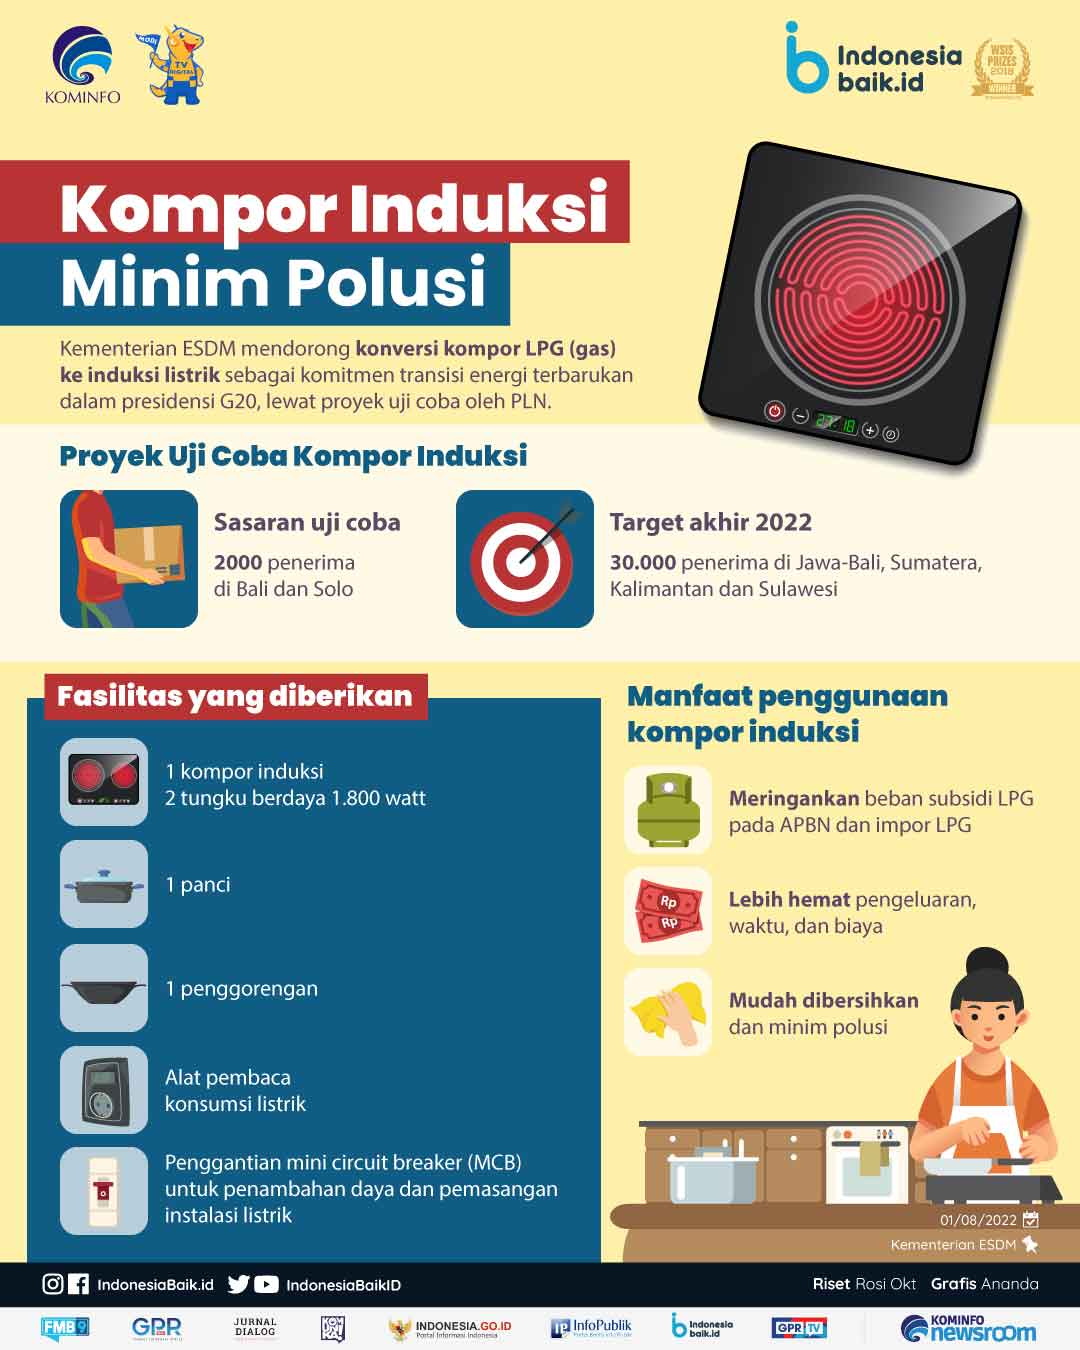 KOMINFO
MODI
TV
DIGITAL
Indonesia
baik.id
WSIS
PRIZES
2018
WINNER
Kompor Induksi
Minim Polusi
Kementerian ESDM mendorong konversi kompor LPG (gas)
ke induksi listrik sebagai komitmen transisi energi terbarukan
dalam presidensi G20, lewat proyek uji coba oleh PLN.
Proyek Uji Coba Kompor Induksi
Sasaran uji coba
2000 penerima
di Bali dan Solo
Target akhir 2022
30.000 penerima di Jawa-Bali, Sumatera,
Kalimantan dan Sulawesi
Fasilitas yang diberikan
1 kompor induksi
2 tungku berdaya 1.800 watt
1 panci
1 penggorengan
Alat pembaca
konsumsi listrik
Penggantian mini circuit breaker (MCB)
untuk penambahan daya dan pemasangan
instalasi listrik
Manfaat penggunaan
kompor induksi
Meringankan beban subsidi LPG
pada APBN dan impor LPG
Rp
Rp
Lebih hemat pengeluaran,
waktu, dan biaya
Mudah dibersihkan
dan minim polusi
01/08/2022
Kementerian ESDM
IndonesiaBaik.id
IndonesiaBaikID
Riset Rosi Okt Grafis Ananda
FMB9
GPR
JURNAL
DIALOG
INDONESIA.GO.ID
Portal Informasi Indonesia
InfoPublik
Indonesia
baik.id
GPR TV
KOMINFO
newsroom